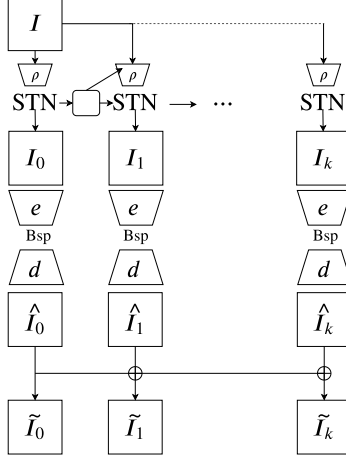 I
ρ ρ ρ
STN STN ... STN
I₀ I₁ Iₖ
e e e
Bsp Bsp Bsp
d d d
Î₀ Î₁ Îₖ
Ĩ₀ Ĩ₁ Ĩₖ